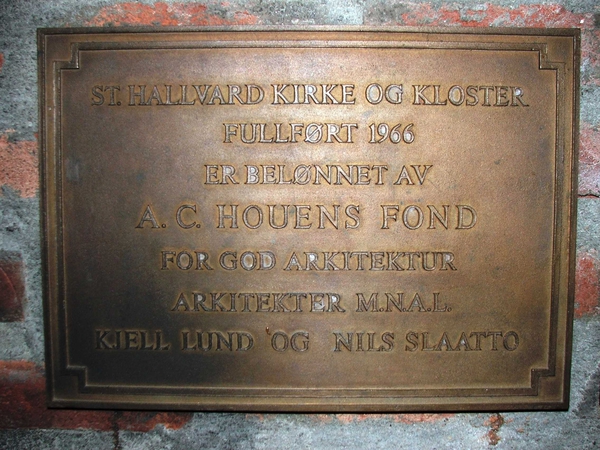 ST. HALLVARD KIRKE OG KLOSTER
FULLFØRT 1966
ER BELØNNET AV
A. C. HOUENS FOND
FOR GOD ARKITEKTUR
ARKITEKTER M.N.A.L.
KJELL LUND OG NILS SLAATTO